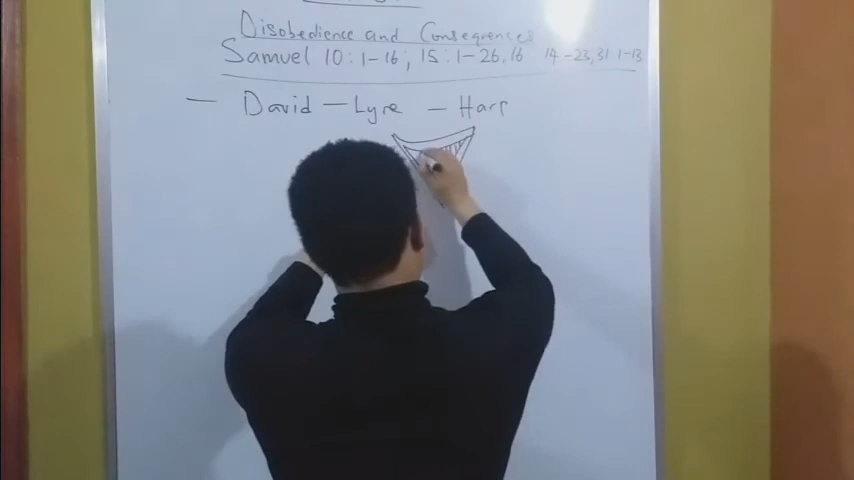 Disobedience and Consequences
Samuel 10:1-16; 15:1-26,16 14-23,31 1-13
— David — Lyre — Harp